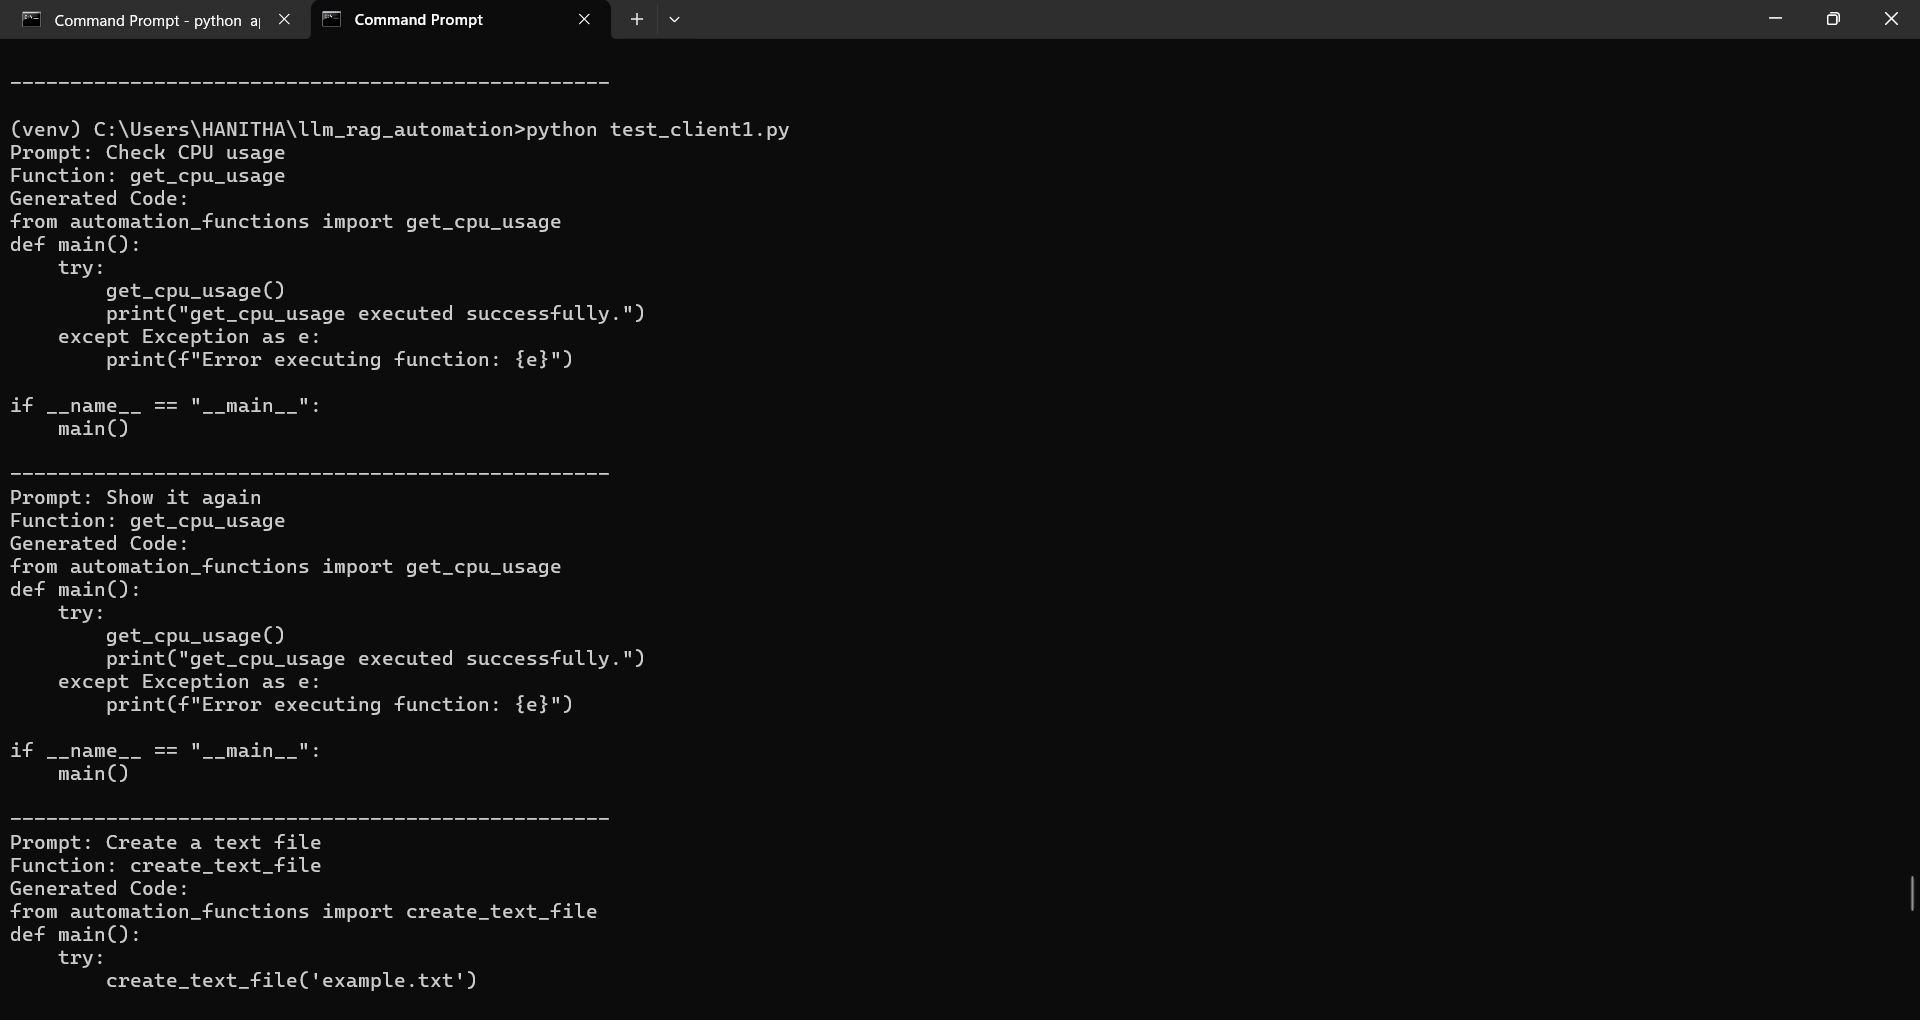 Command Prompt - python a
Command Prompt
--------------------------------------------------
(venv) C:\Users\HANITHA\llm_rag_automation>python test_client1.py
Prompt: Check CPU usage
Function: get_cpu_usage
Generated Code:
from automation_functions import get_cpu_usage
def main():
    try:
        get_cpu_usage()
        print("get_cpu_usage executed successfully.")
    except Exception as e:
        print(f"Error executing function: {e}")
if __name__ == "__main__":
    main()
--------------------------------------------------
Prompt: Show it again
Function: get_cpu_usage
Generated Code:
from automation_functions import get_cpu_usage
def main():
    try:
        get_cpu_usage()
        print("get_cpu_usage executed successfully.")
    except Exception as e:
        print(f"Error executing function: {e}")
if __name__ == "__main__":
    main()
--------------------------------------------------
Prompt: Create a text file
Function: create_text_file
Generated Code:
from automation_functions import create_text_file
def main():
    try:
        create_text_file('example.txt')